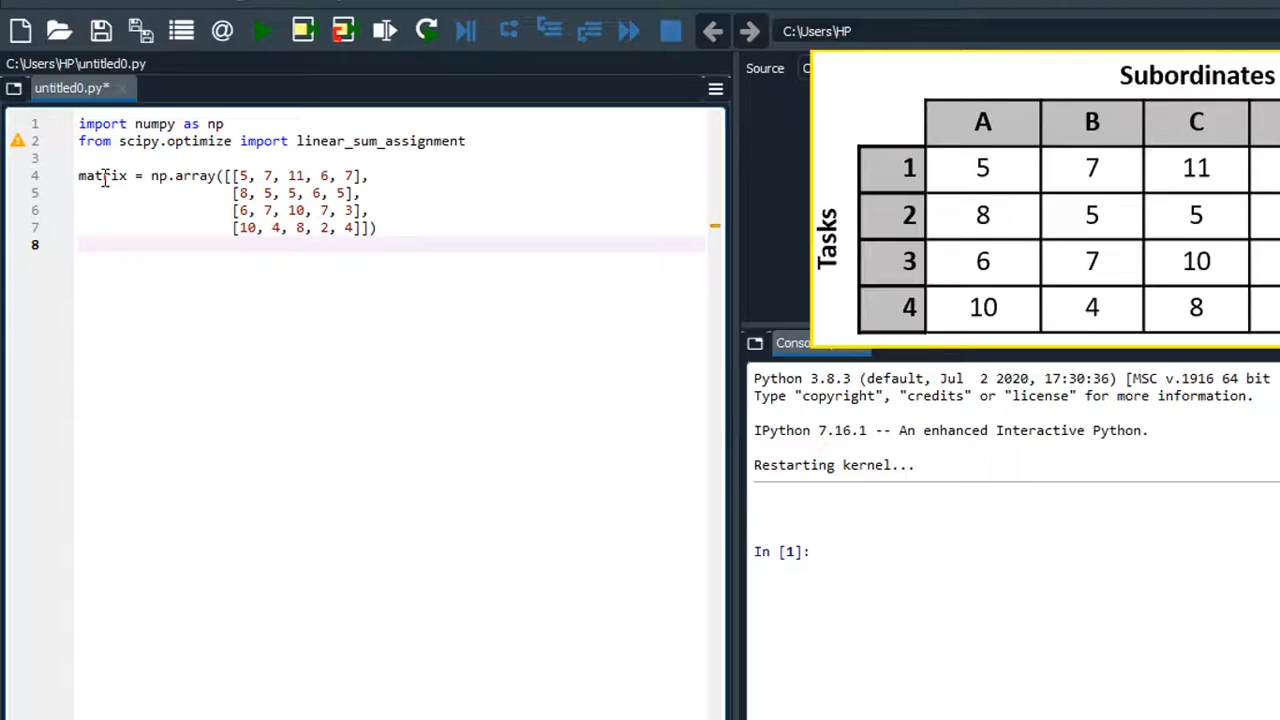 C:\Users\HP
C:\Users\HP\untitled0.py
untitled0.py*
1 import numpy as np
2 from scipy.optimize import linear_sum_assignment
3
4 matrix = np.array([[5, 7, 11, 6, 7],
5 [8, 5, 5, 6, 5],
6 [6, 7, 10, 7, 3],
7 [10, 4, 8, 2, 4]])
8
Source C
Subordinates
A B C
Tasks
1 5 7 11
2 8 5 5
3 6 7 10
4 10 4 8
Conso
Python 3.8.3 (default, Jul 2 2020, 17:30:36) [MSC v.1916 64 bit
Type "copyright", "credits" or "license" for more information.
IPython 7.16.1 -- An enhanced Interactive Python.
Restarting kernel...
In [1]: